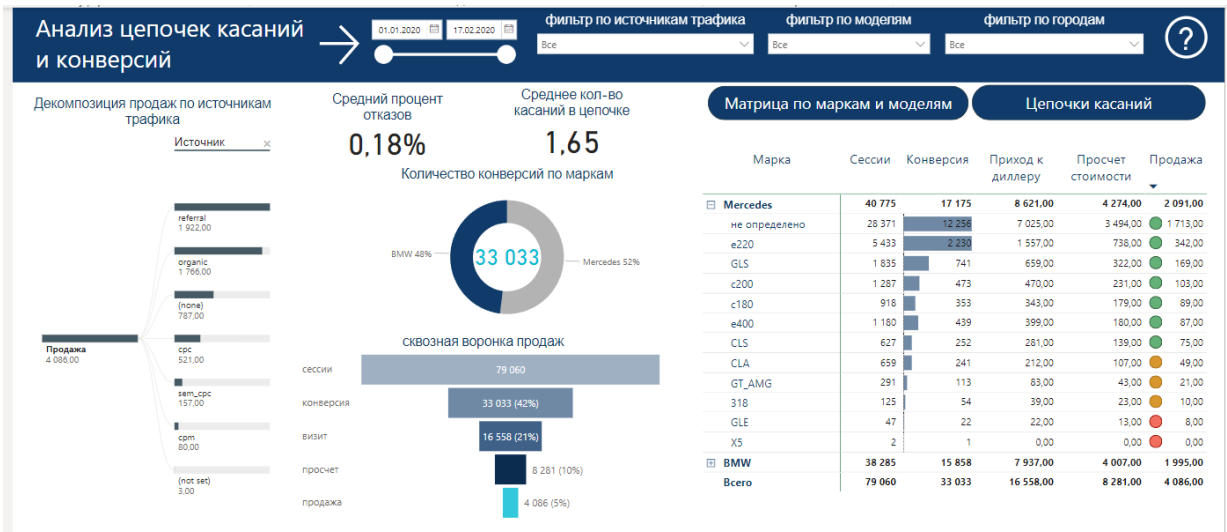 Анализ цепочек касаний
и конверсий
01.01.2020
17.02.2020
фильтр по источникам трафика
Все
фильтр по моделям
Все
фильтр по городам
Все
?
Декомпозиция продаж по источникам
трафика
Источник
×
referral
1 922,00
organic
1 766,00
(none)
787,00
Продажа
4 086,00
cpc
521,00
sem_cpc
157,00
cpm
80,00
(not set)
3,00
Средний процент
отказов
0,18%
Среднее кол-во
касаний в цепочке
1,65
Количество конверсий по маркам
BMW 48%
33 033
Mercedes 52%
сквозная воронка продаж
сессии 79 060
конверсия 33 033 (42%)
визит 16 558 (21%)
просчет 8 281 (10%)
продажа 4 086 (5%)
Матрица по маркам и моделям
Цепочки касаний
Марка Сессии Конверсия Приход к диллеру Просчет стоимости Продажа
Mercedes 40 775 17 175 8 621,00 4 274,00 2 091,00
не определено 28 371 12 256 7 025,00 3 494,00 1 713,00
e220 5 433 2 230 1 557,00 738,00 342,00
GLS 1 835 741 659,00 322,00 169,00
c200 1 287 473 470,00 231,00 103,00
c180 918 353 343,00 179,00 89,00
e400 1 180 439 399,00 180,00 87,00
CLS 627 252 281,00 139,00 75,00
CLA 659 241 212,00 107,00 49,00
GT_AMG 291 113 83,00 43,00 21,00
318 125 54 39,00 23,00 10,00
GLE 47 22 22,00 13,00 8,00
X5 2 1 0,00 0,00 0,00
BMW 38 285 15 858 7 937,00 4 007,00 1 995,00
Всего 79 060 33 033 16 558,00 8 281,00 4 086,00